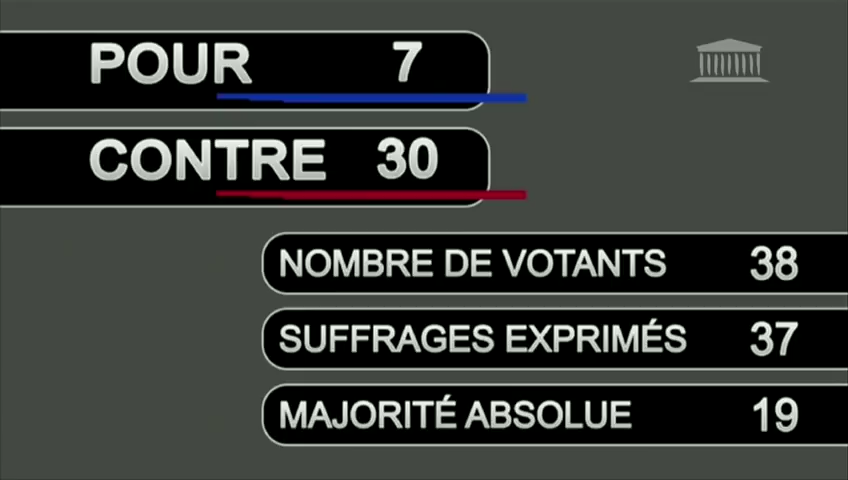 POUR 7
CONTRE 30
NOMBRE DE VOTANTS 38
SUFFRAGES EXPRIMÉS 37
MAJORITÉ ABSOLUE 19